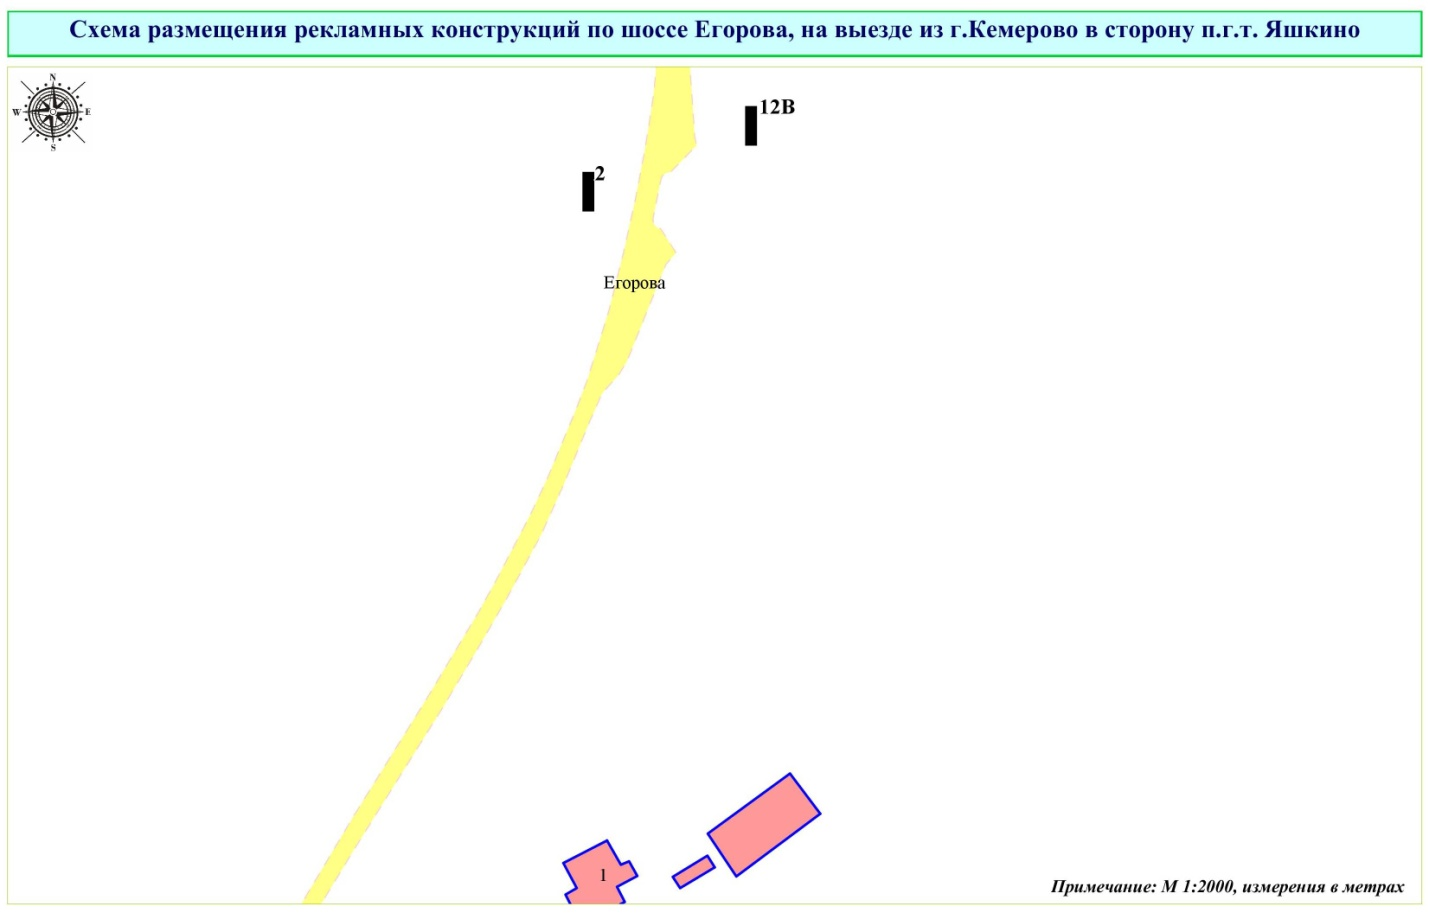 Схема размещения рекламных конструкций по шоссе Егорова, на выезде из г.Кемерово в сторону п.г.т. Яшкино
N
W E
S
12В
2
Егорова
1
Примечание: М 1:2000, измерения в метрах